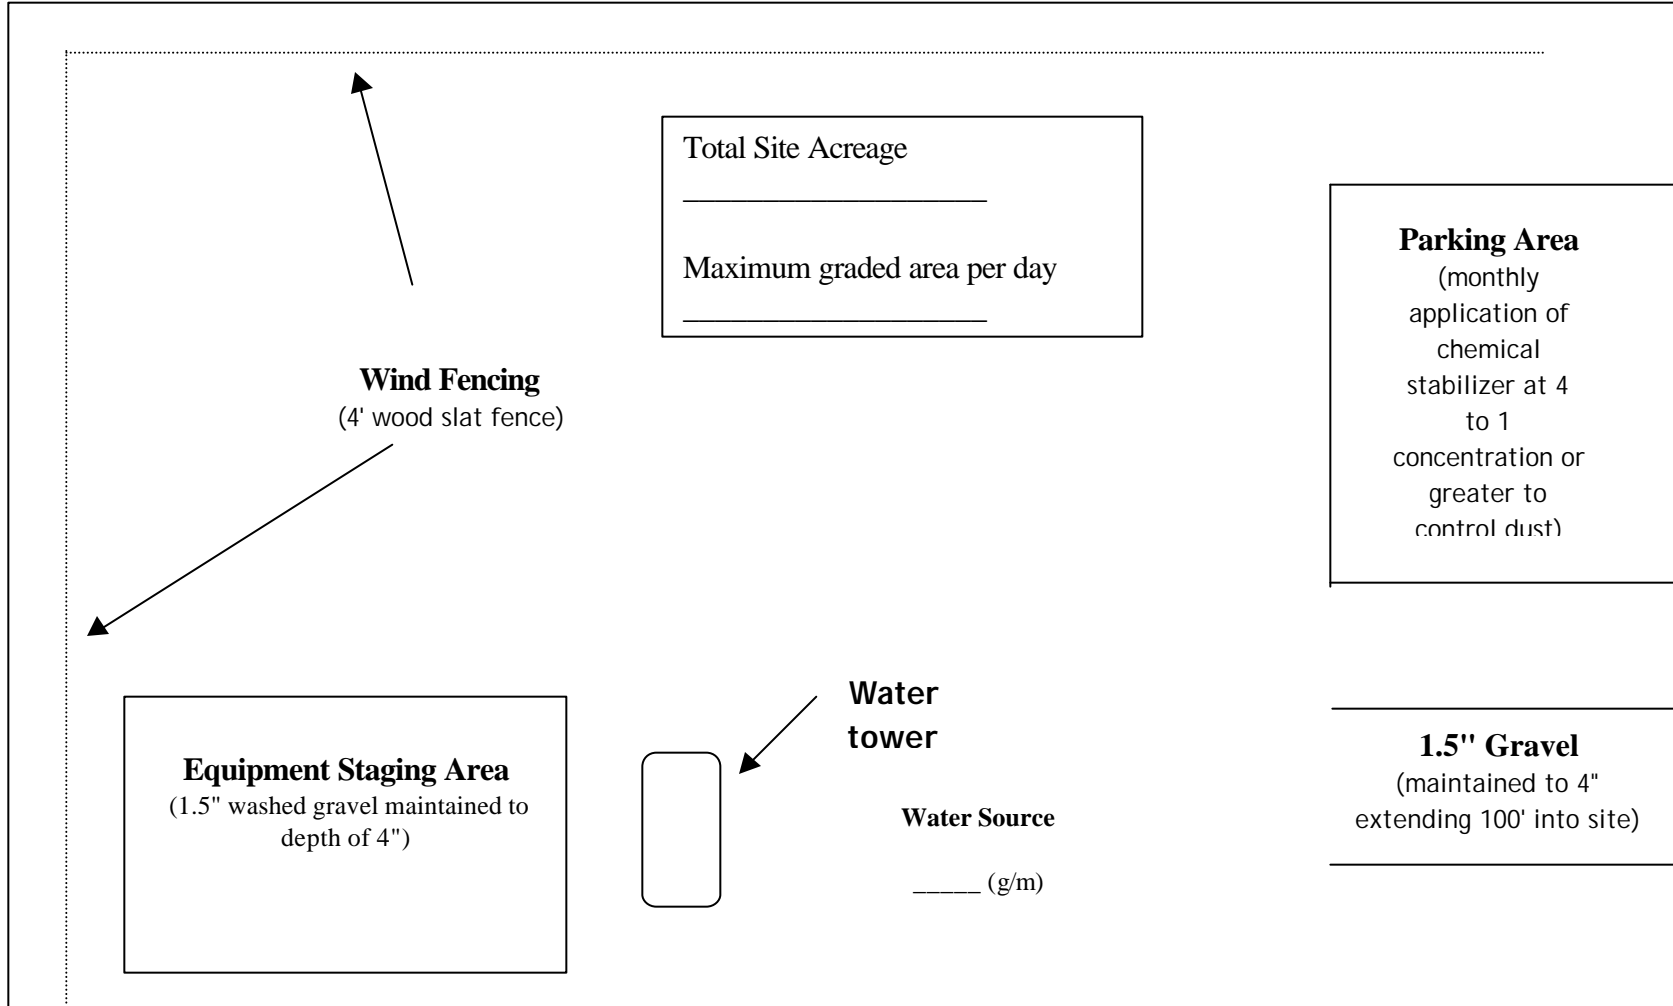 Total Site Acreage
___________________
Maximum graded area per day
___________________
Parking Area
(monthly
application of
chemical
stabilizer at 4
to 1
concentration or
greater to
control dust)
Wind Fencing
(4' wood slat fence)
Water
tower
Equipment Staging Area
(1.5" washed gravel maintained to
depth of 4")
Water Source
_____ (g/m)
1.5" Gravel
(maintained to 4"
extending 100' into site)